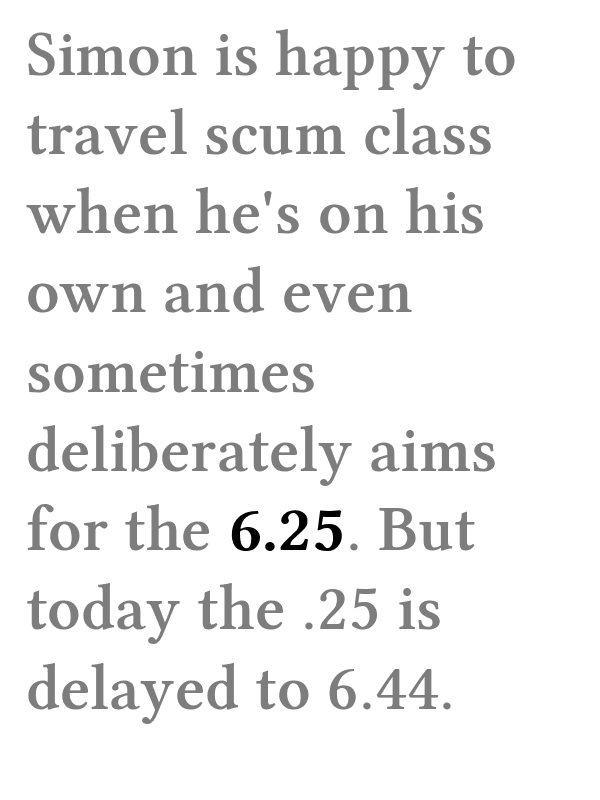 Simon is happy to
travel scum class
when he's on his
own and even
sometimes
deliberately aims
for the 6.25. But
today the .25 is
delayed to 6.44.